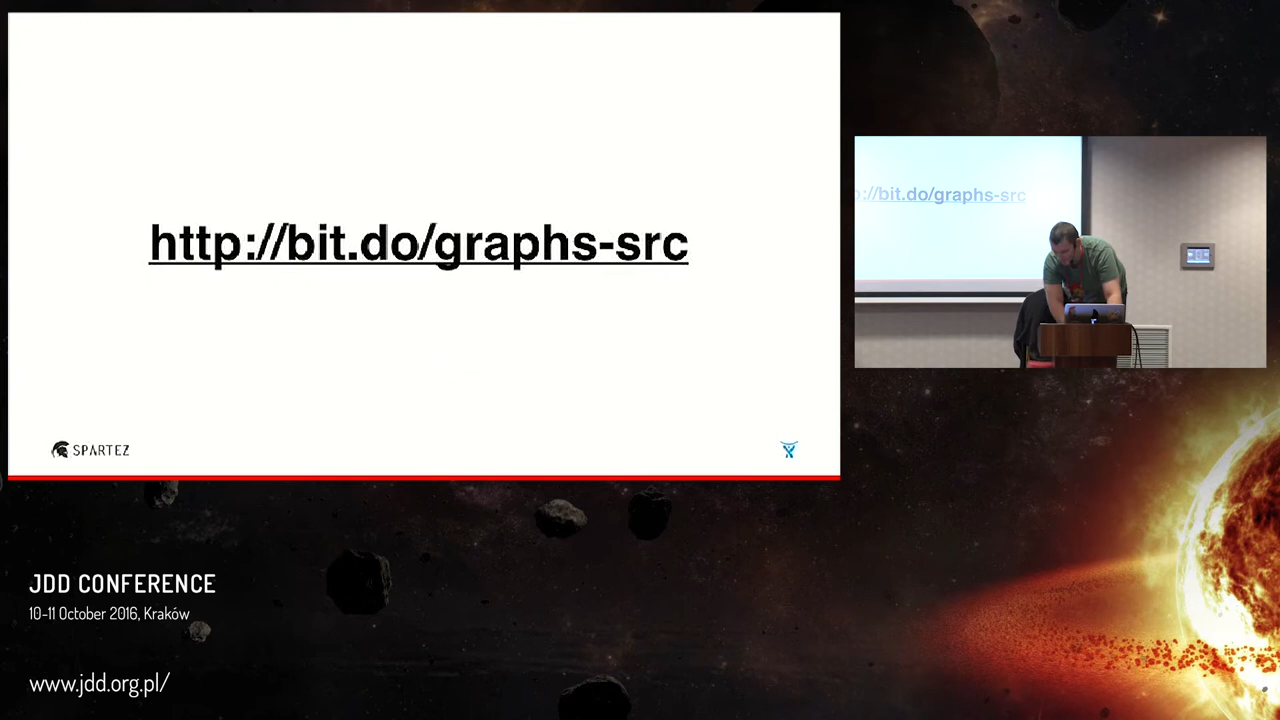 http://bit.do/graphs-src
SPARTEZ
://bit.do/graphs-src
JDD CONFERENCE
10-11 October 2016, Kraków
www.jdd.org.pl/